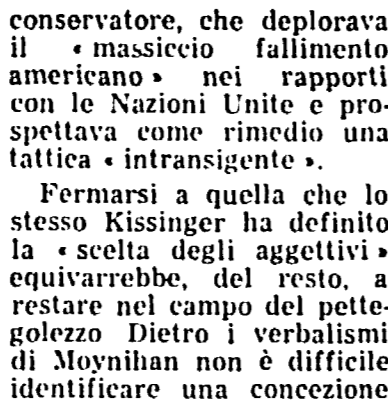 conservatore, che deplorava
il « massiccio fallimento
americano » nei rapporti
con le Nazioni Unite e pro-
spettava come rimedio una
tattica « intransigente ».
Fermarsi a quella che lo
stesso Kissinger ha definito
la « scelta degli aggettivi »
equivarrebbe, del resto, a
restare nel campo del pette-
golezzo Dietro i verbalismi
di Moynihan non è difficile
identificare una concezione